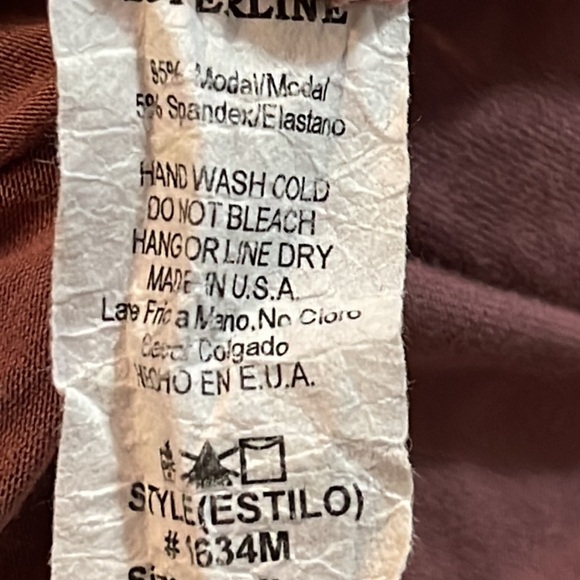 95% Modal/Modal
5% Spandex/Elastano
HAND WASH COLD
DO NOT BLEACH
HANG OR LINE DRY
MADE IN U.S.A.
Lave Fric a Mano.No Cloro
Colgado
HECHO EN E.U.A.
STYLE(ESTILO)
#1634M